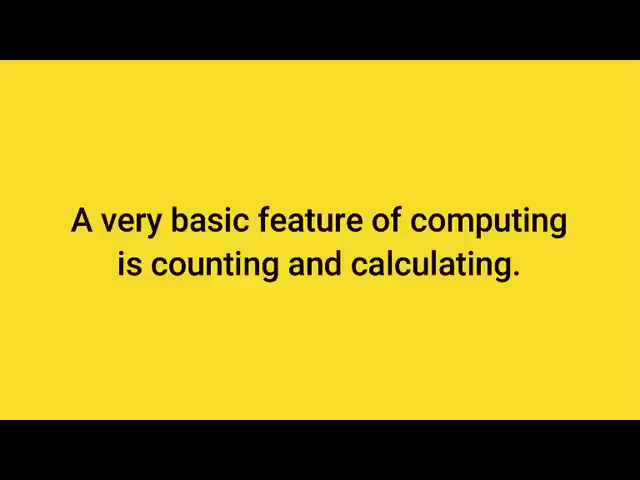 A very basic feature of computing
is counting and calculating.